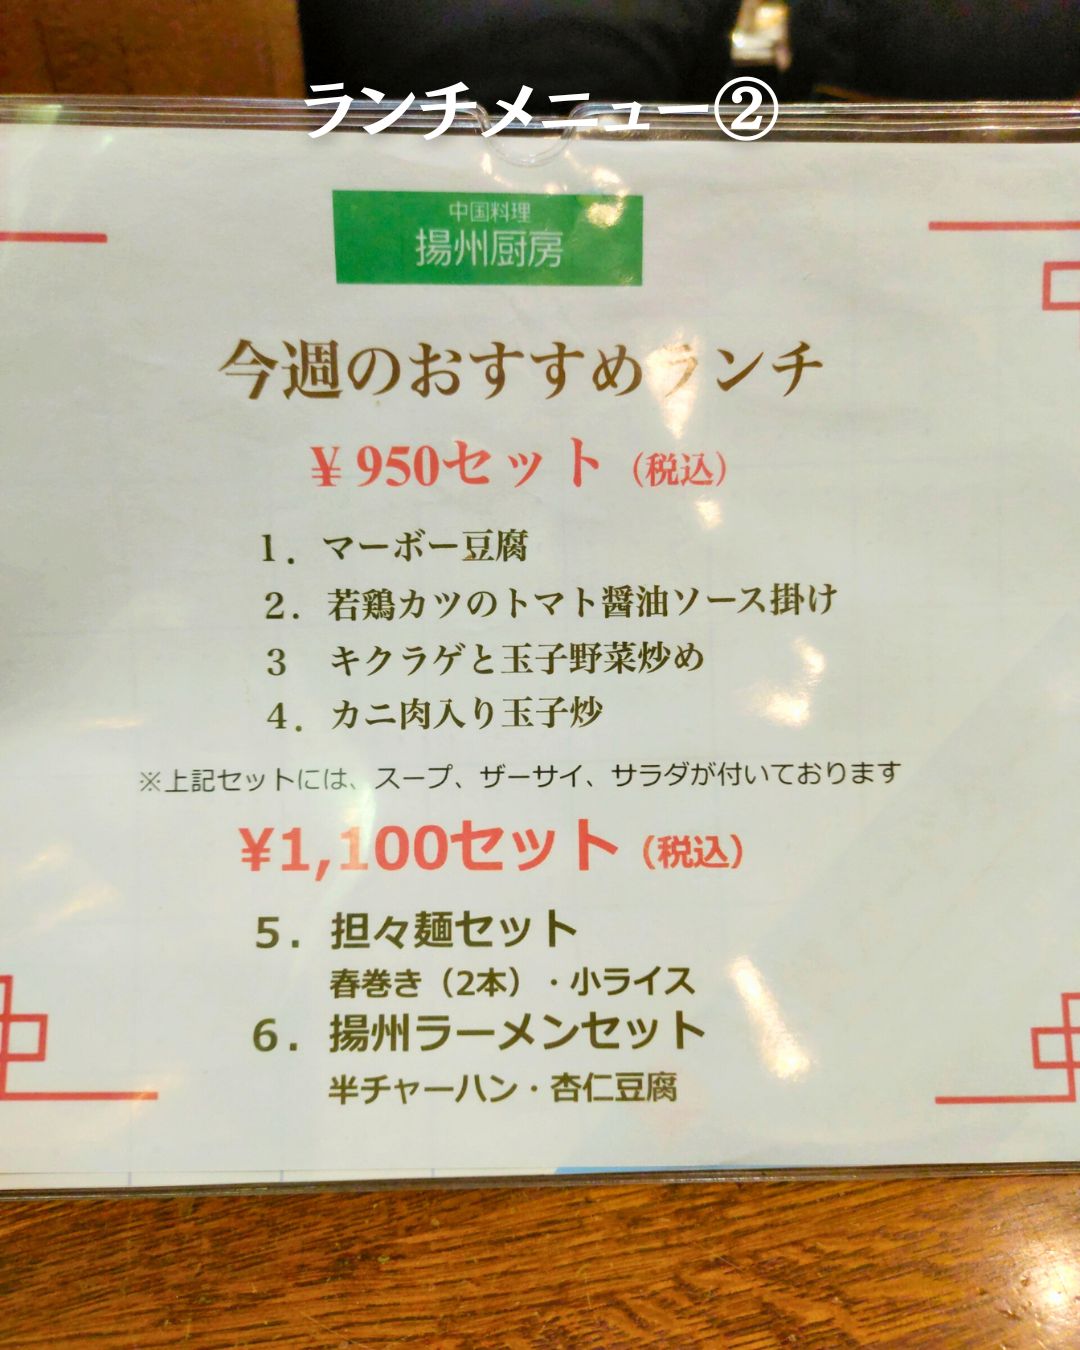 ランチメニュー②
中国料理
揚州厨房
今週のおすすめランチ
¥950セット（税込）
1．マーボー豆腐
2．若鶏カツのトマト醤油ソース掛け
3　キクラゲと玉子野菜炒め
4．カニ肉入り玉子炒
※上記セットには、スープ、ザーサイ、サラダが付いております
¥1,100セット（税込）
5．担々麺セット
春巻き（2本）・小ライス
6．揚州ラーメンセット
半チャーハン・杏仁豆腐